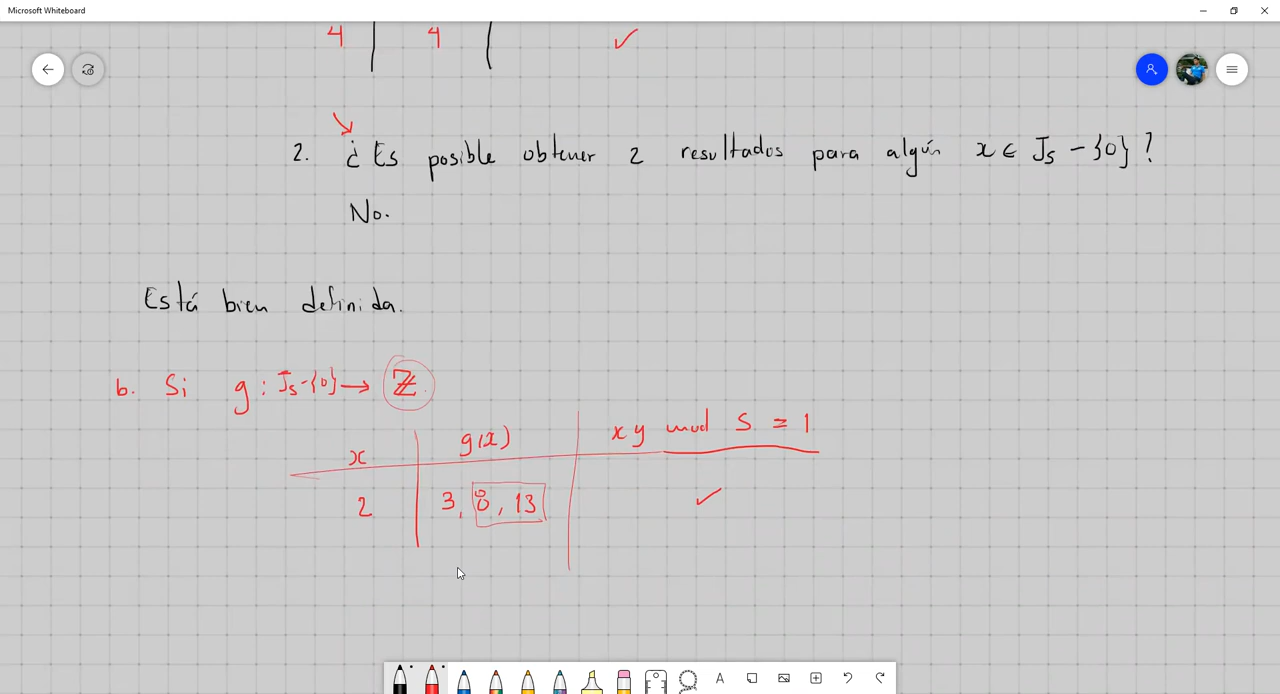 Microsoft Whiteboard
4 | 4 | ✓
2. ¿Es posible obtener 2 resultados para algún x ∈ J5 - {0}?
No.
Está bien definida.
b. Si g : J5 - {0} → ℤ
x | g(x) | xy mod 5 = 1
2 | 3, 8, 13 | ✓
A